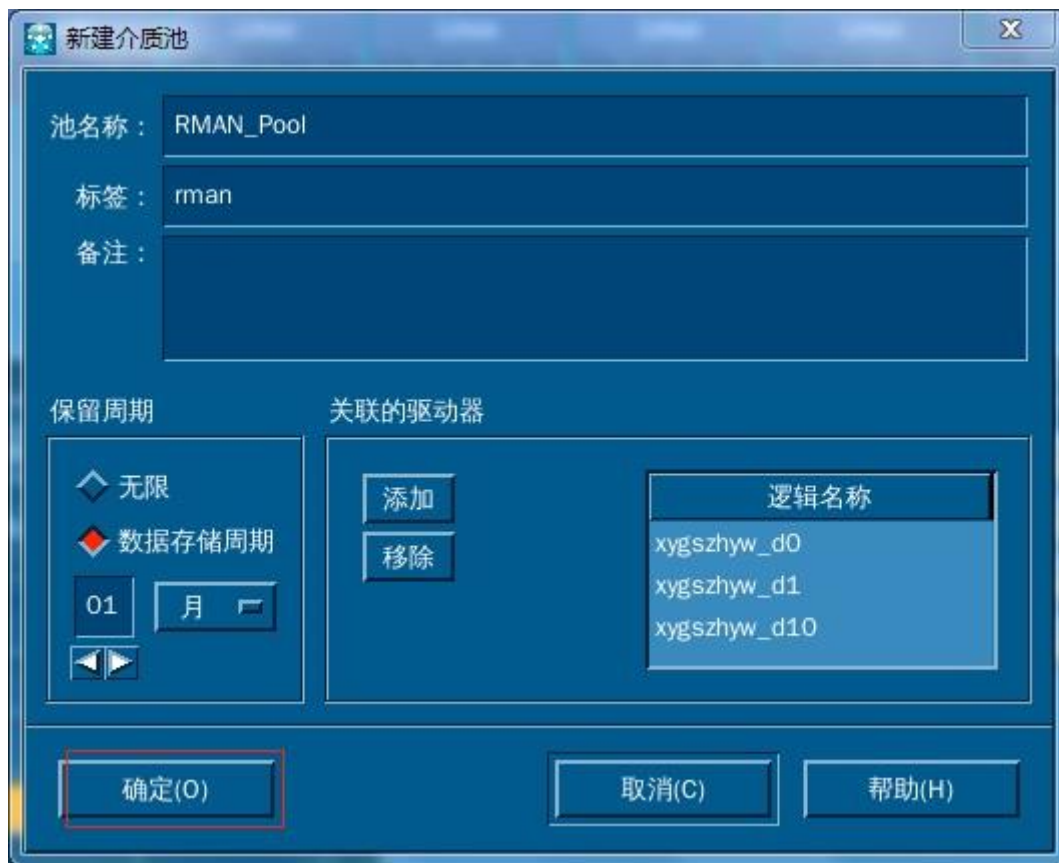 新建介质池
池名称： RMAN_Pool
标签： rman
备注：
保留周期
无限
数据存储周期
01 月
关联的驱动器
添加
移除
逻辑名称
xygszhyw_d0
xygszhyw_d1
xygszhyw_d10
确定(O) 取消(C) 帮助(H)